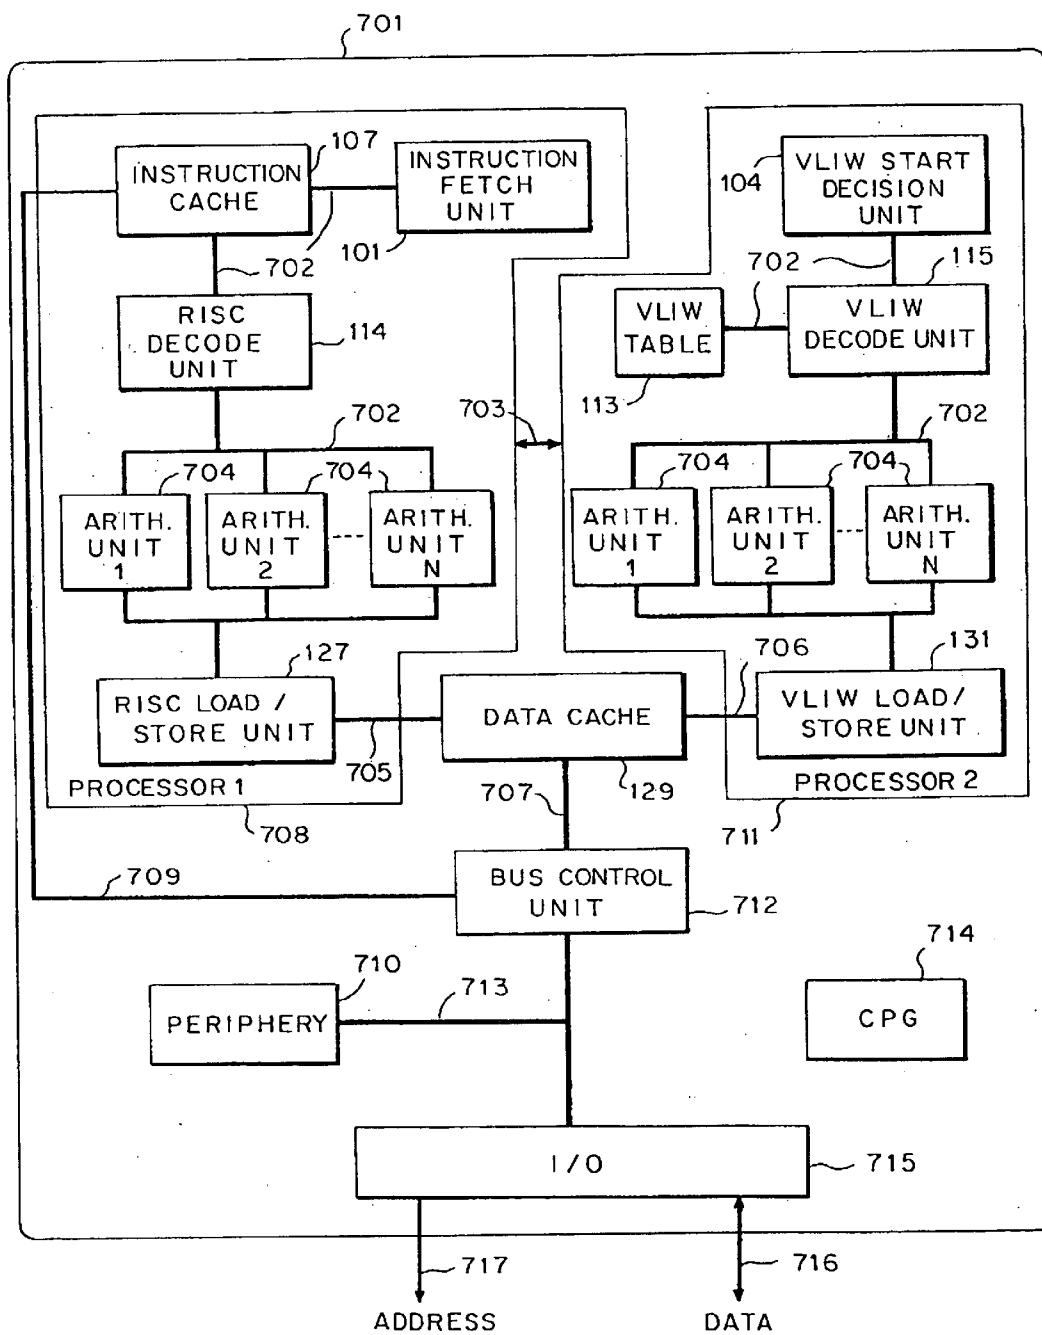 701
107
INSTRUCTION
CACHE
INSTRUCTION
FETCH
UNIT
101
702
104
VLIW START
DECISION
UNIT
702
115
RISC
DECODE
UNIT
114
VLIW
TABLE
113
VLIW
DECODE UNIT
703
702
704
704
ARITH.
UNIT
1
ARITH.
UNIT
2
ARITH.
UNIT
N
702
704
704
ARITH.
UNIT
1
ARITH.
UNIT
2
ARITH.
UNIT
N
127
RISC LOAD /
STORE UNIT
705
DATA CACHE
129
706
131
VLIW LOAD/
STORE UNIT
PROCESSOR 1
708
707
PROCESSOR 2
711
709
BUS CONTROL
UNIT
712
710
PERIPHERY
713
714
CPG
I/O
715
717
716
ADDRESS
DATA